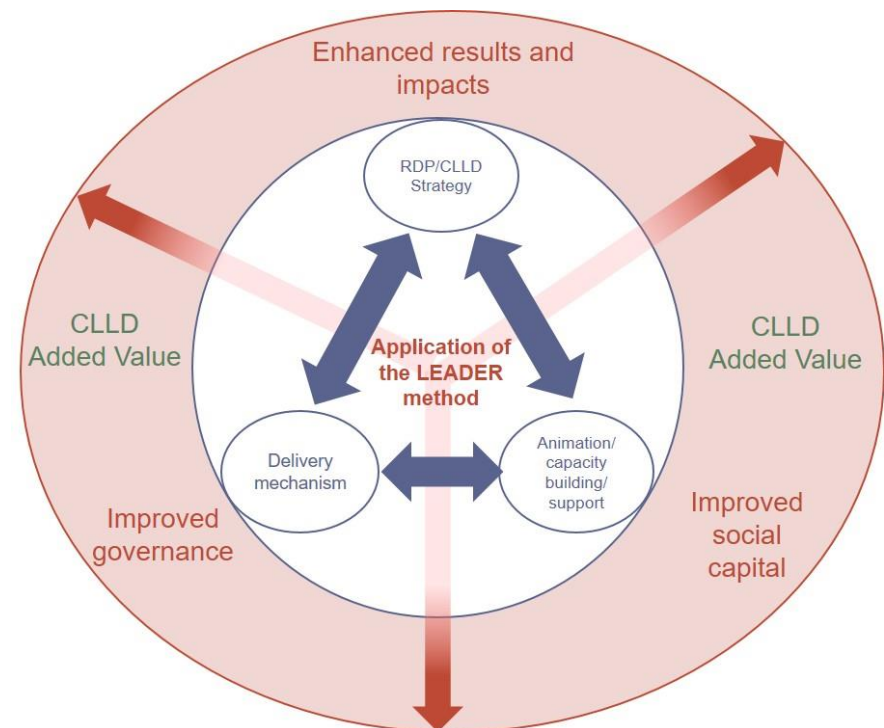 Enhanced results and
impacts
RDP/CLLD
Strategy
CLLD
Added Value
Application of
the LEADER
method
CLLD
Added Value
Delivery
mechanism
Animation/
capacity
building/
support
Improved
governance
Improved
social
capital